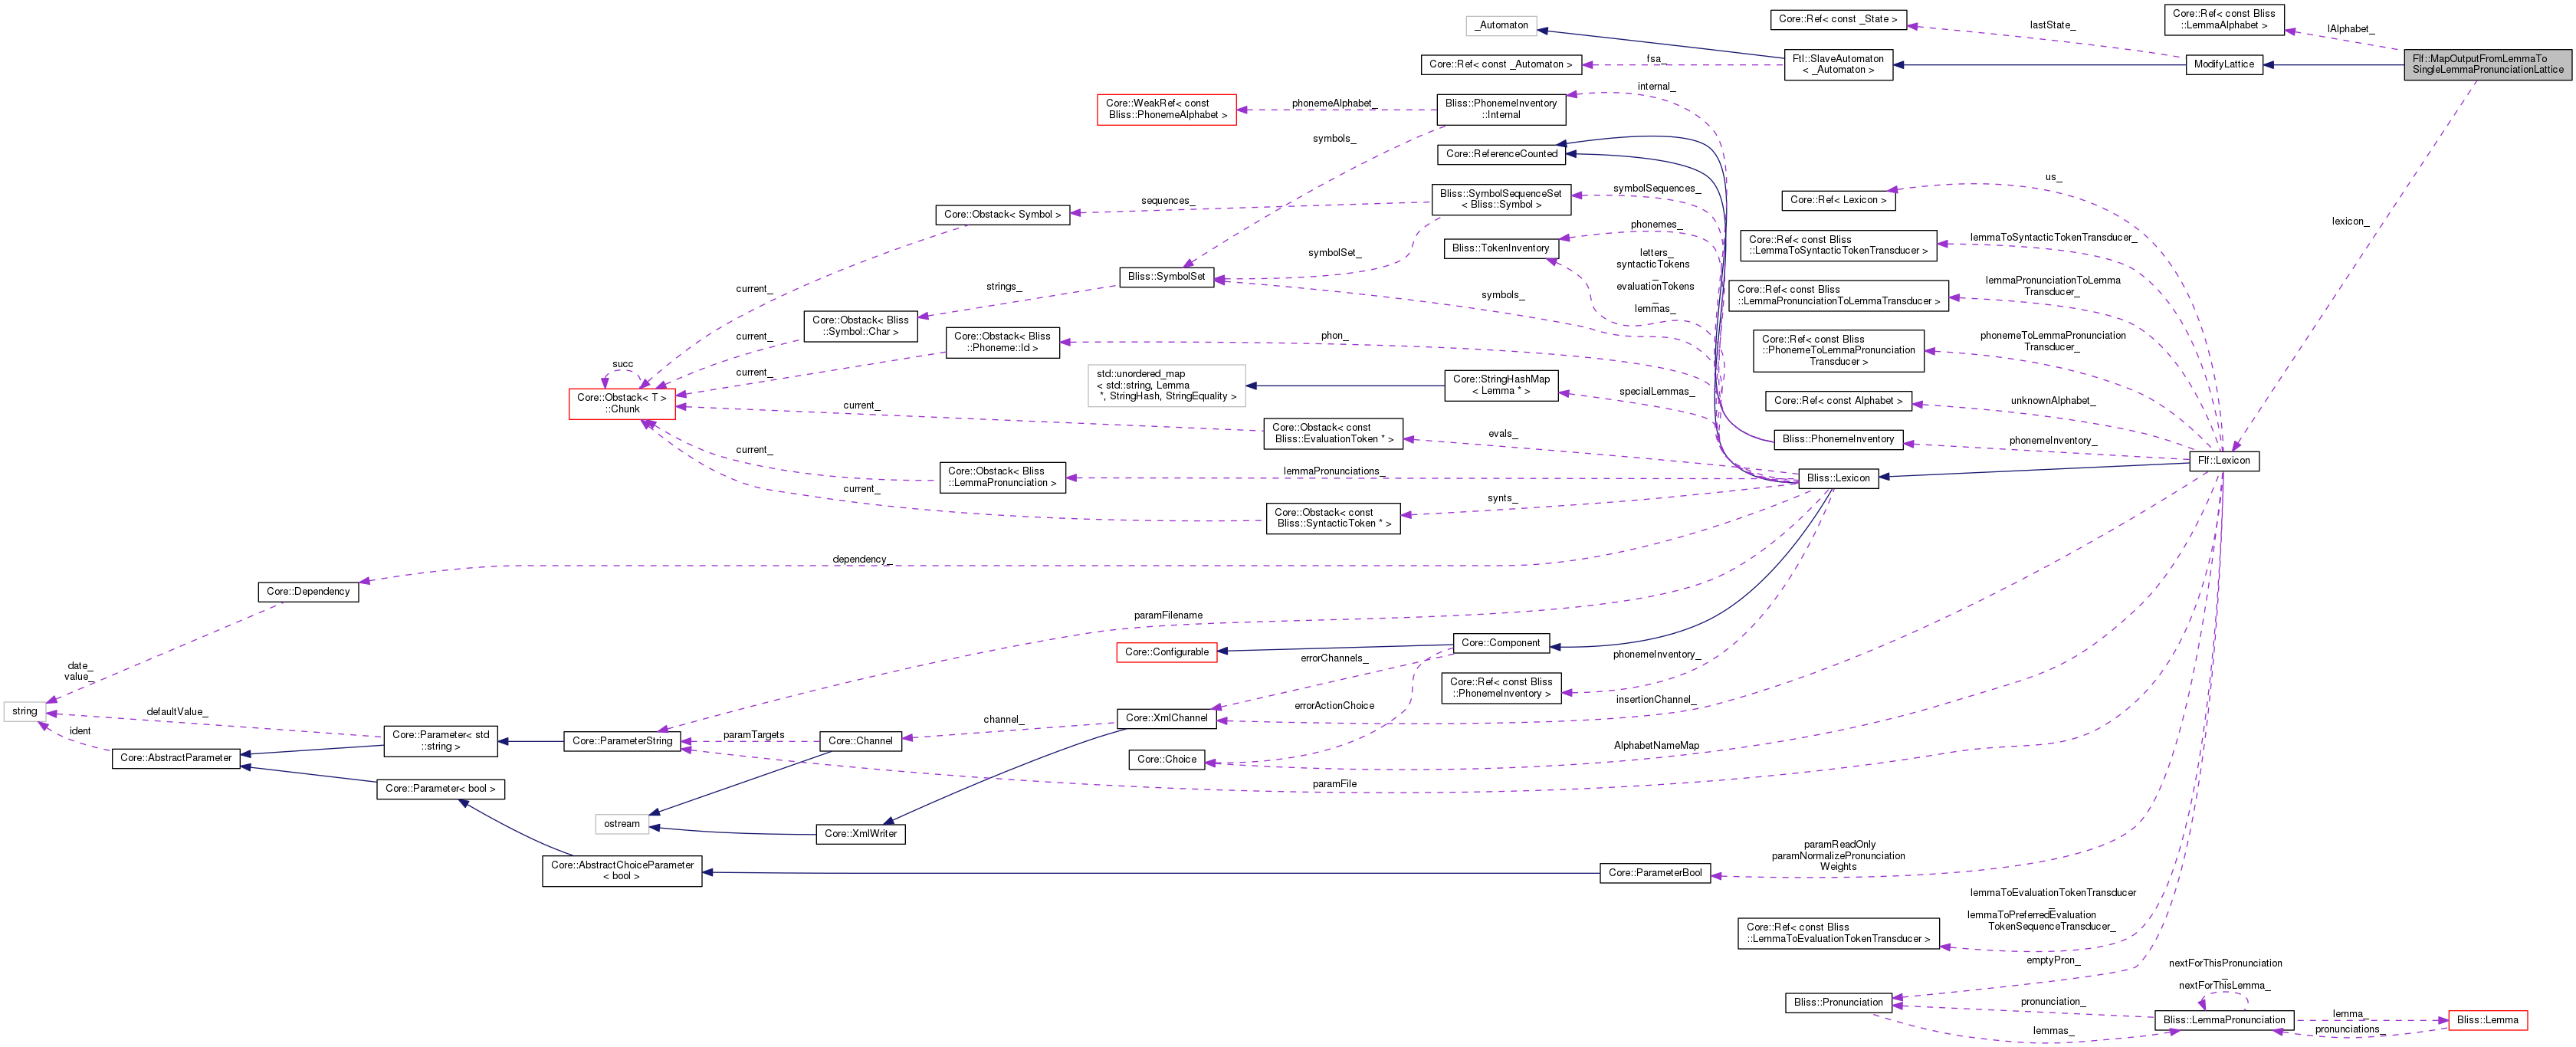 _Automaton
Core::Ref< const _State >
Core::Ref< const Bliss
::LemmaAlphabet >
lastState_
lAlphabet_
Core::Ref< const _Automaton >
fsa_
Ftl::SlaveAutomaton
< _Automaton >
ModifyLattice
Flf::MapOutputFromLemmaTo
SingleLemmaPronunciationLattice
internal_
Core::WeakRef< const
Bliss::PhonemeAlphabet >
phonemeAlphabet_
Bliss::PhonemeInventory
::Internal
symbols_
Core::ReferenceCounted
us_
lexicon_
Core::Ref< Lexicon >
Core::Obstack< Symbol >
sequences_
Bliss::SymbolSequenceSet
< Bliss::Symbol >
symbolSequences_
phonemes_
Core::Ref< const Bliss
::LemmaToSyntacticTokenTransducer >
lemmaToSyntacticTokenTransducer_
Bliss::TokenInventory
symbolSet_
letters_
syntacticTokens
_
evaluationTokens
_
lemmas_
Bliss::SymbolSet
strings_
current_
symbols_
Core::Ref< const Bliss
::LemmaPronunciationToLemmaTransducer >
lemmaPronunciationToLemma
Transducer_
Core::Obstack< Bliss
::Symbol::Char >
current_
Core::Obstack< Bliss
::Phoneme::Id >
phon_
Core::Ref< const Bliss
::PhonemeToLemmaPronunciation
Transducer >
phonemeToLemmaPronunciation
Transducer_
succ
current_
std::unordered_map
< std::string, Lemma
*, StringHash, StringEquality >
Core::StringHashMap
< Lemma * >
specialLemmas_
Core::Obstack< T >
::Chunk
current_
Core::Ref< const Alphabet >
unknownAlphabet_
Core::Obstack< const
Bliss::EvaluationToken * >
evals_
Bliss::PhonemeInventory
phonemeInventory_
current_
Core::Obstack< Bliss
::LemmaPronunciation >
lemmaPronunciations_
Bliss::Lexicon
Flf::Lexicon
current_
Core::Obstack< const
Bliss::SyntacticToken * >
synts_
dependency_
Core::Dependency
paramFilename
date_
value_
Core::Configurable
errorChannels_
Core::Component
phonemeInventory_
Core::Ref< const Bliss
::PhonemeInventory >
string
defaultValue_
ident
Core::Parameter< std
::string >
Core::ParameterString
paramTargets
Core::Channel
channel_
Core::XmlChannel
errorActionChoice
insertionChannel_
Core::AbstractParameter
Core::Choice
AlphabetNameMap
Core::Parameter< bool >
paramFile
ostream
Core::XmlWriter
Core::AbstractChoiceParameter
< bool >
Core::ParameterBool
paramReadOnly
paramNormalizePronunciation
Weights
Core::Ref< const Bliss
::LemmaToEvaluationTokenTransducer >
lemmaToEvaluationTokenTransducer
_
lemmaToPreferredEvaluation
TokenSequenceTransducer_
emptyPron_
nextForThisPronunciation
_
nextForThisLemma_
Bliss::Pronunciation
pronunciation_
lemmas_
Bliss::LemmaPronunciation
lemma_
pronunciations_
Bliss::Lemma